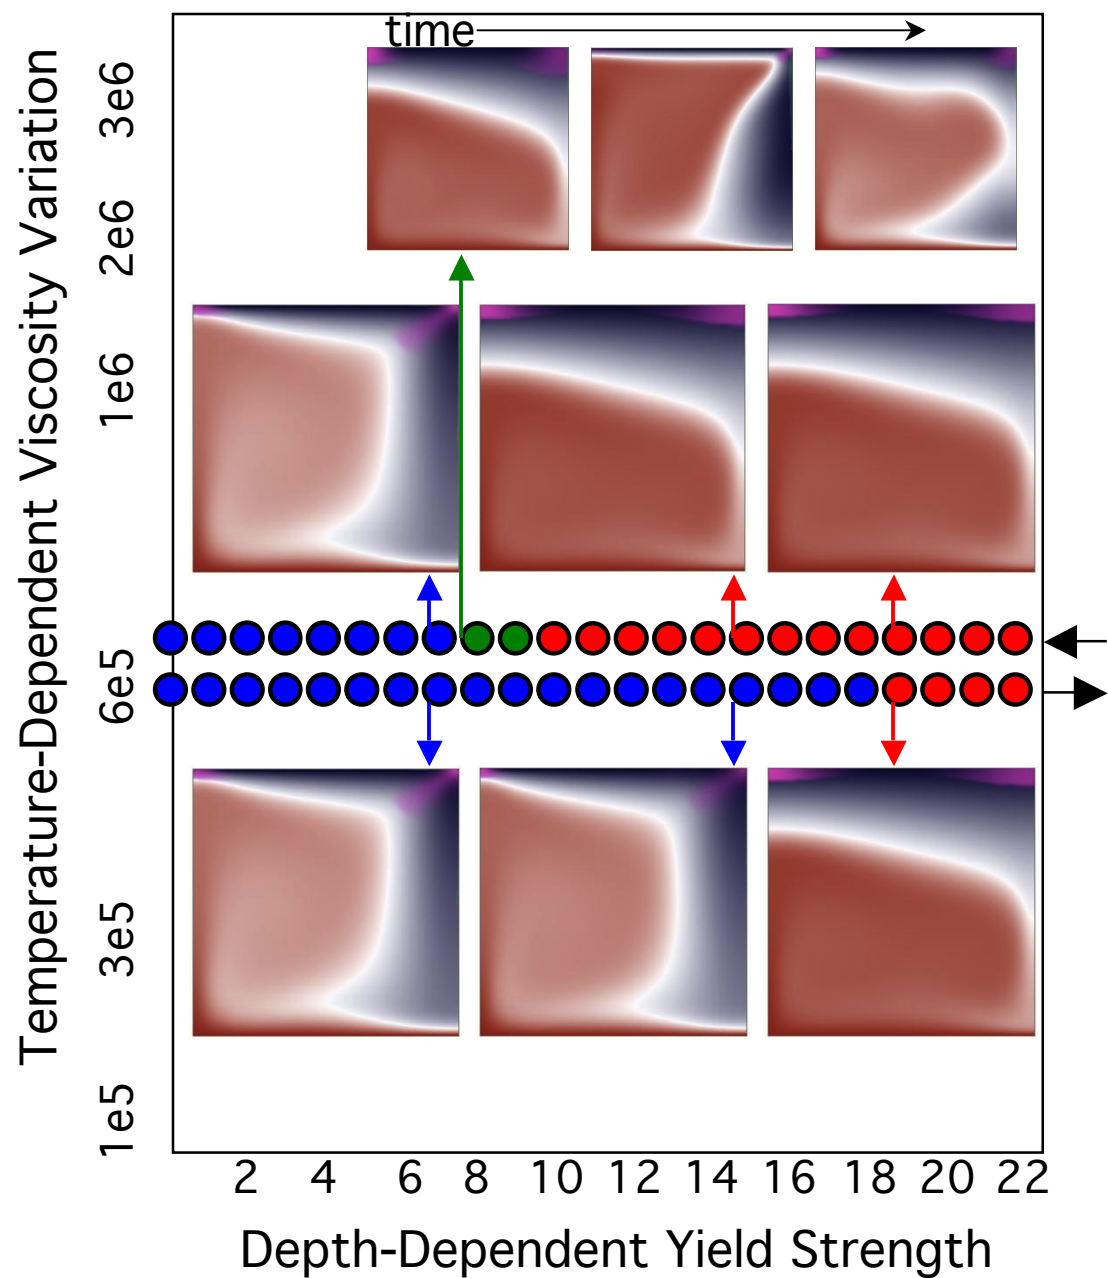 time
Temperature-Dependent Viscosity Variation
3e6
2e6
1e6
6e5
3e5
1e5
2 4 6 8 10 12 14 16 18 20 22
Depth-Dependent Yield Strength